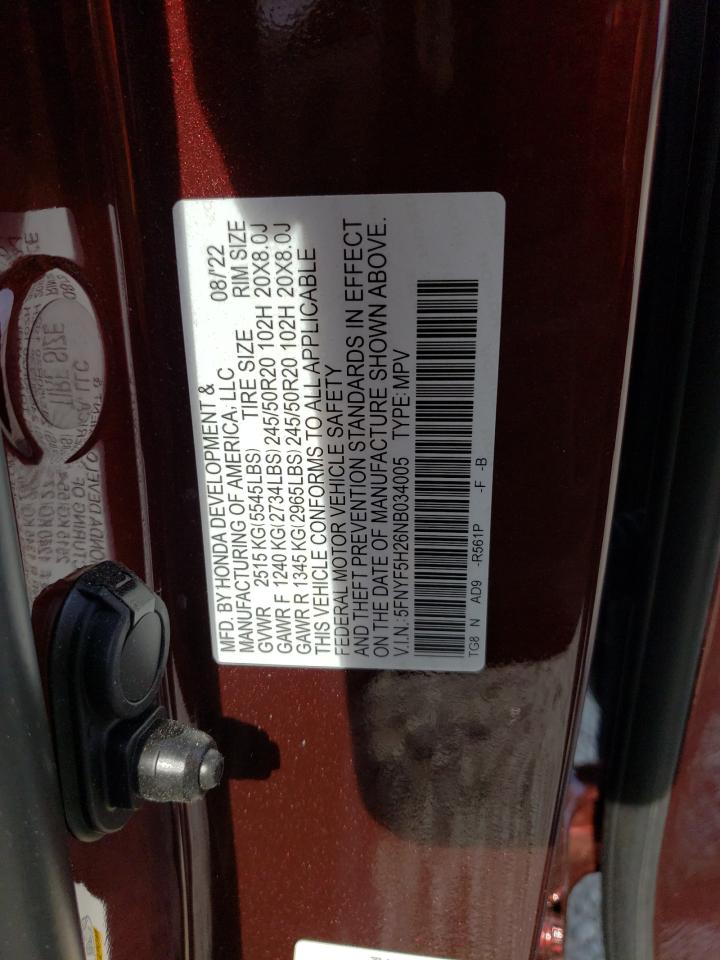 MFD. BY HONDA DEVELOPMENT &
MANUFACTURING OF AMERICA, LLC 08/'22
GVWR 2515 KG(5545LBS) TIRE SIZE RIM SIZE
GAWR F 1240 KG(2734LBS) 245/50R20 102H 20X8.0J
GAWR R 1345 KG(2965LBS) 245/50R20 102H 20X8.0J
THIS VEHICLE CONFORMS TO ALL APPLICABLE
FEDERAL MOTOR VEHICLE SAFETY
AND THEFT PREVENTION STANDARDS IN EFFECT
ON THE DATE OF MANUFACTURE SHOWN ABOVE.
V.I.N.: 5FNYF5H26NB034005 TYPE: MPV
TG8 N AD9 -R561P -F -B